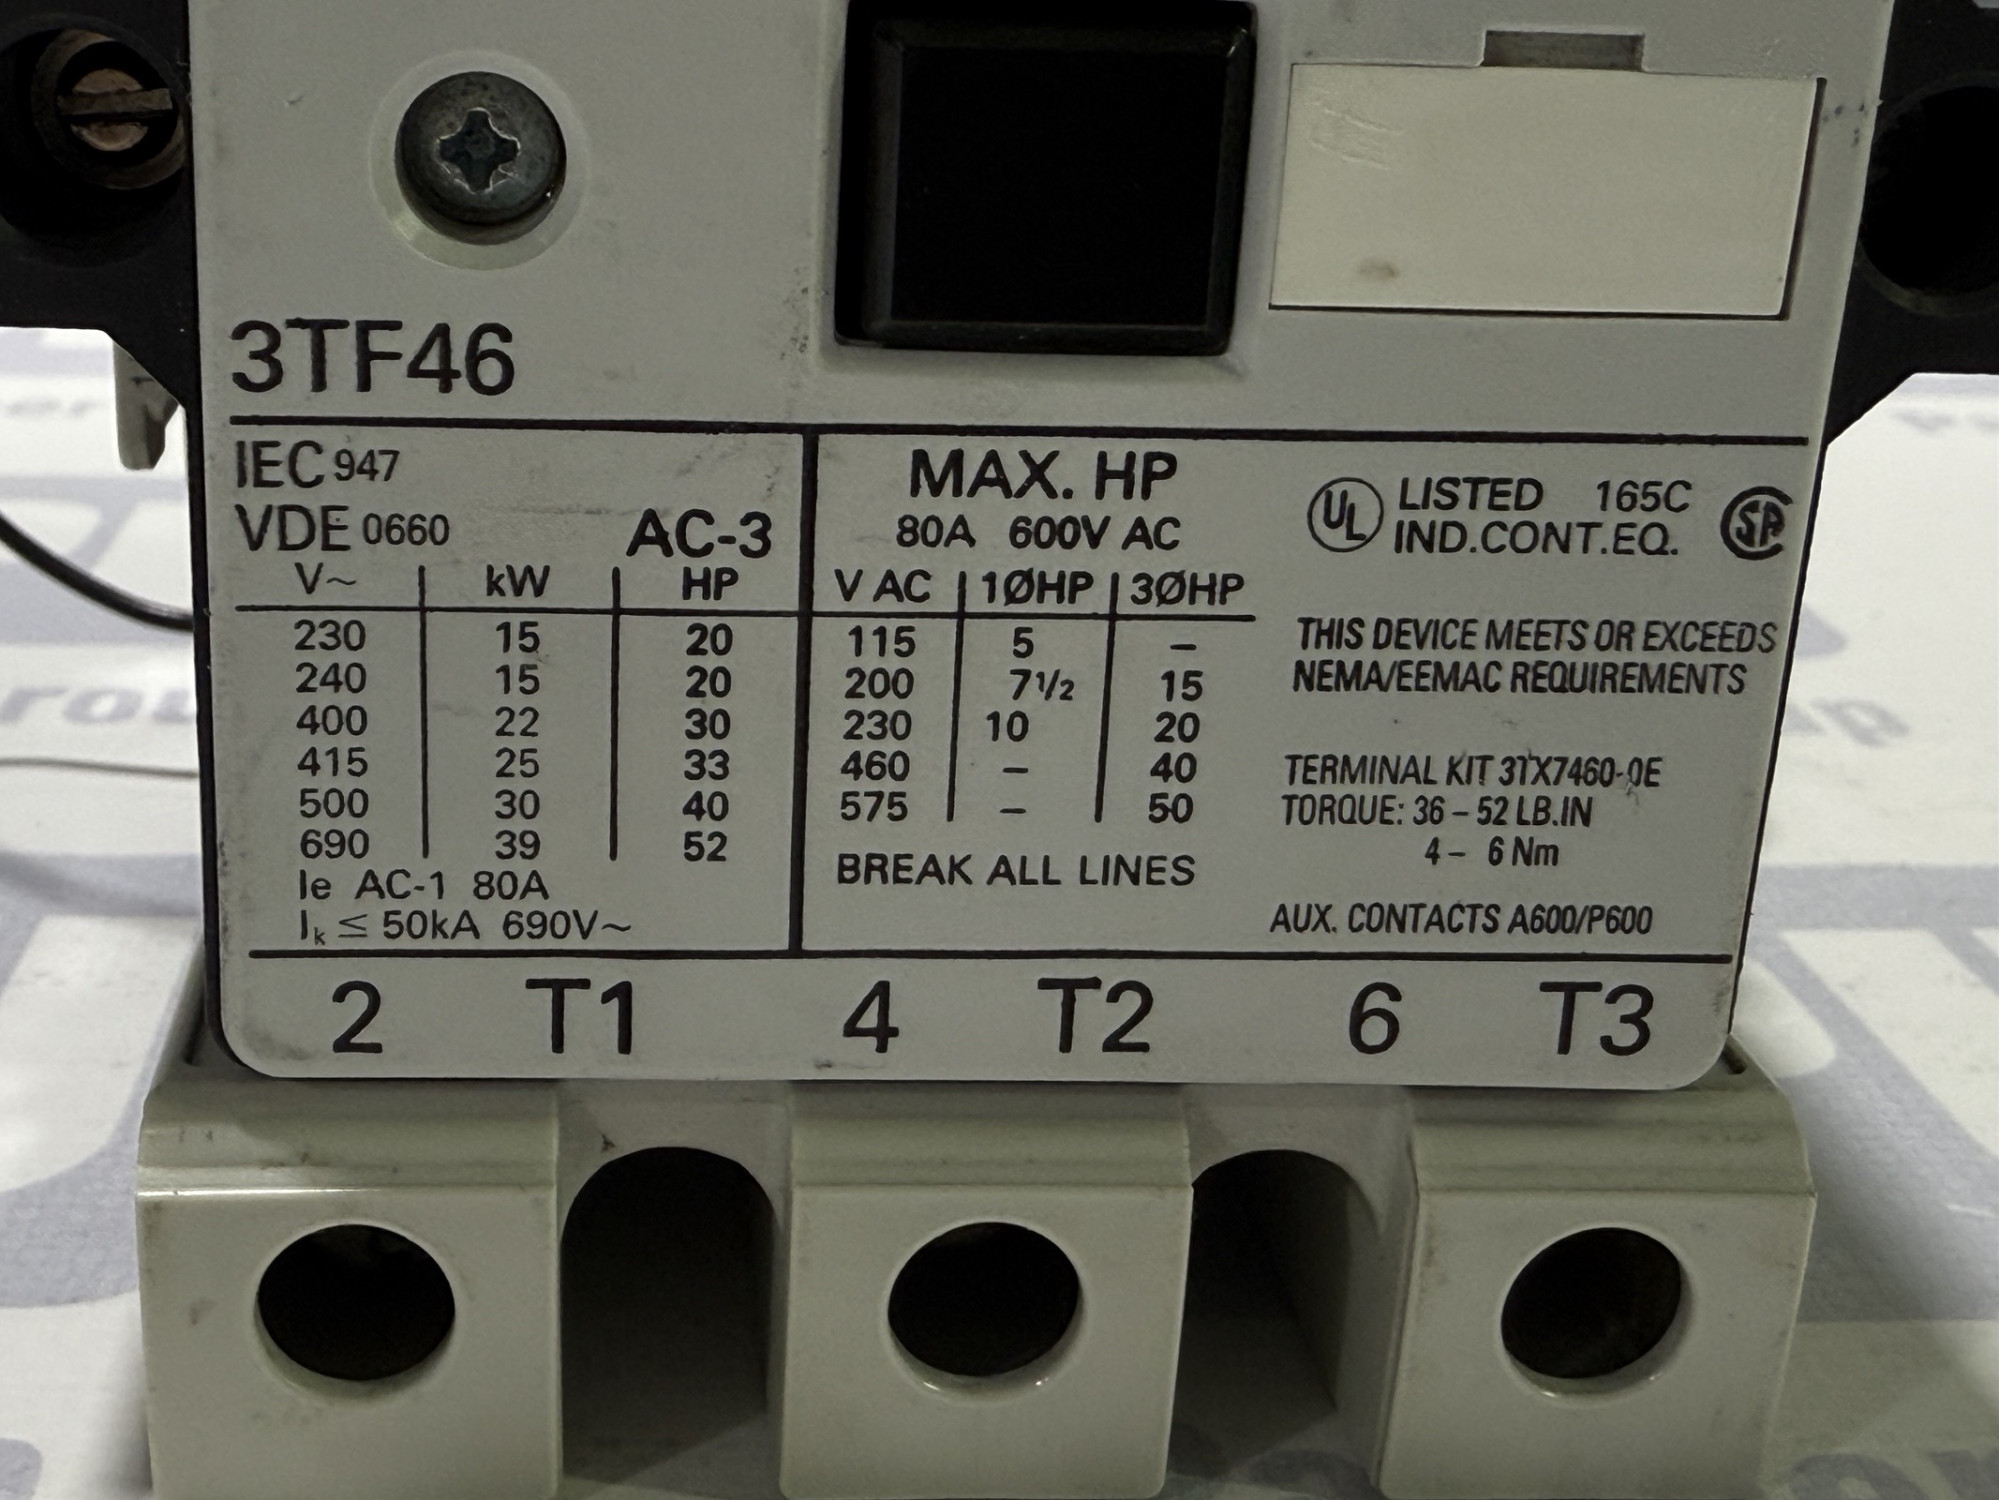 3TF46
IEC 947
VDE 0660 AC-3
V~ kW HP
230 15 20
240 15 20
400 22 30
415 25 33
500 30 40
690 39 52
Ie AC-1 80A
Ik ≤ 50kA 690V~
MAX. HP
80A 600V AC
V AC 1ØHP 3ØHP
115 5 –
200 7 1/2 15
230 10 20
460 – 40
575 – 50
BREAK ALL LINES
UL LISTED 165C
IND.CONT.EQ.
SA
THIS DEVICE MEETS OR EXCEEDS
NEMA/EEMAC REQUIREMENTS
TERMINAL KIT 3TX7460-0E
TORQUE: 36 – 52 LB.IN
4 – 6 Nm
AUX. CONTACTS A600/P600
2 T1 4 T2 6 T3